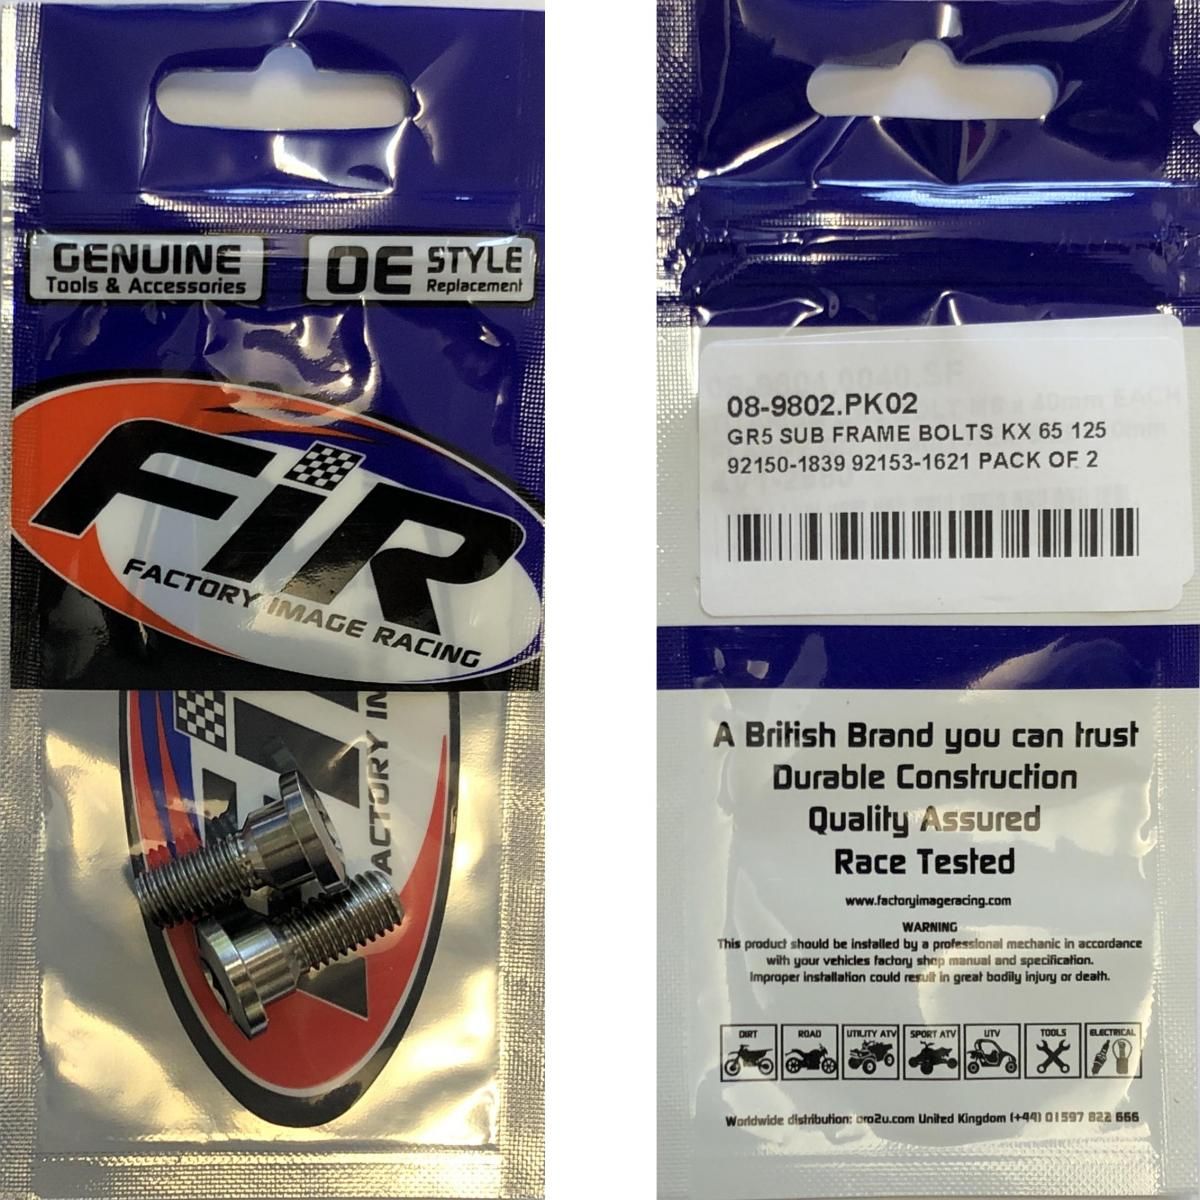 GENUINE
Tools & Accessories
OE STYLE
Replacement
FIR
FACTORY IMAGE RACING
FACTORY IN
08-9802.PK02
GR5 SUB FRAME BOLTS KX 65 125
92150-1839 92153-1621 PACK OF 2
A British Brand you can trust
Durable Construction
Quality Assured
Race Tested
www.factoryimageracing.com
WARNING
This product should be installed by a professional mechanic in accordance
with your vehicles factory shop manual and specification.
Improper installation could result in great bodily injury or death.
DIRT
ROAD
UTILITY ATV
SPORT ATV
UTV
TOOLS
ELECTRICAL
Worldwide distribution: pro2u.com United Kingdom (+44) 01597 822 666